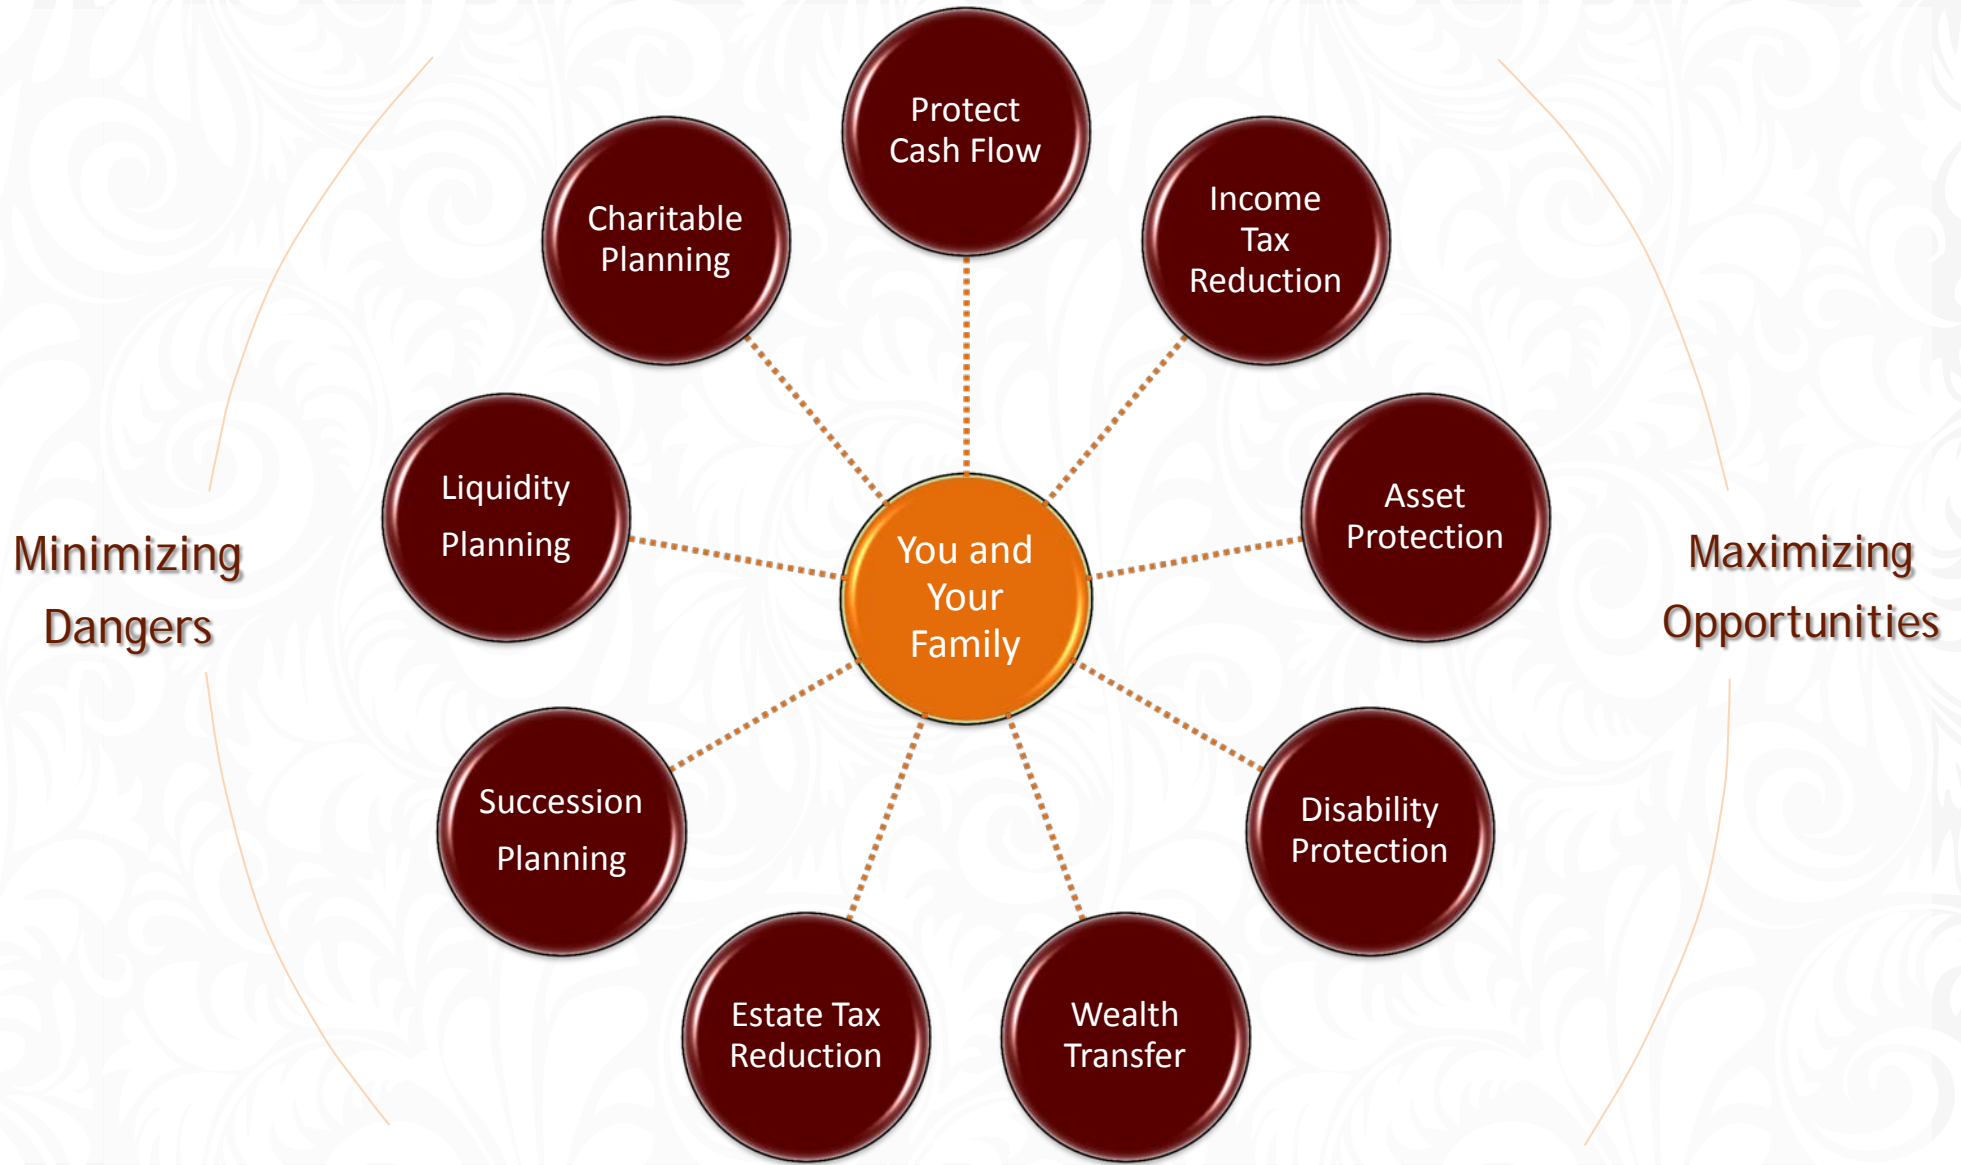 Protect
Cash Flow
Income
Tax
Reduction
Asset
Protection
Disability
Protection
Wealth
Transfer
Estate Tax
Reduction
Succession
Planning
Liquidity
Planning
Charitable
Planning
You and
Your
Family
Minimizing
Dangers
Maximizing
Opportunities